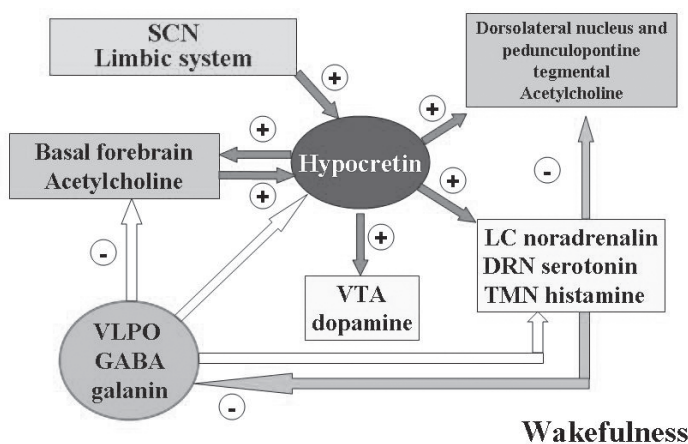 SCN
Limbic system
Dorsolateral nucleus and
pedunculopontine
tegmental
Acetylcholine
+
+
+
Basal forebrain
Acetylcholine
Hypocretin
-
+
+
LC noradrenalin
DRN serotonin
TMN histamine
-
+
VTA
dopamine
VLPO
GABA
galanin
-
Wakefulness